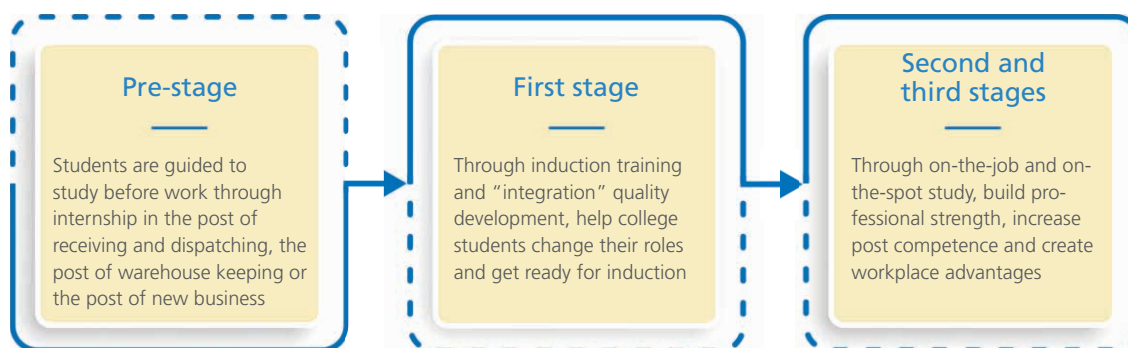 Pre-stage
Students are guided to
study before work through
internship in the post of
receiving and dispatching, the
post of warehouse keeping or
the post of new business
First stage
Through induction training
and “integration” quality
development, help college
students change their roles
and get ready for induction
Second and
third stages
Through on-the-job and on-
the-spot study, build pro-
fessional strength, increase
post competence and create
workplace advantages